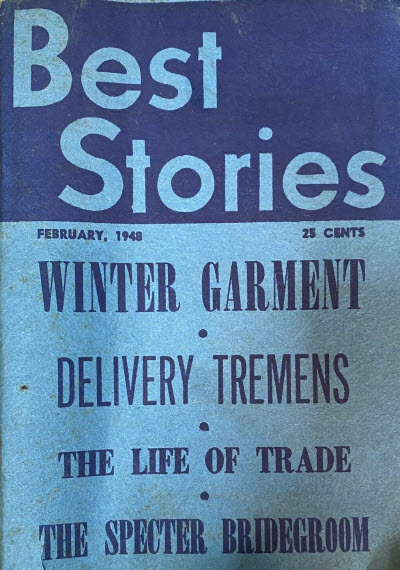 Best
Stories
FEBRUARY, 1948 25 CENTS
WINTER GARMENT
•
DELIVERY TREMENS
•
THE LIFE OF TRADE
•
THE SPECTER BRIDEGROOM